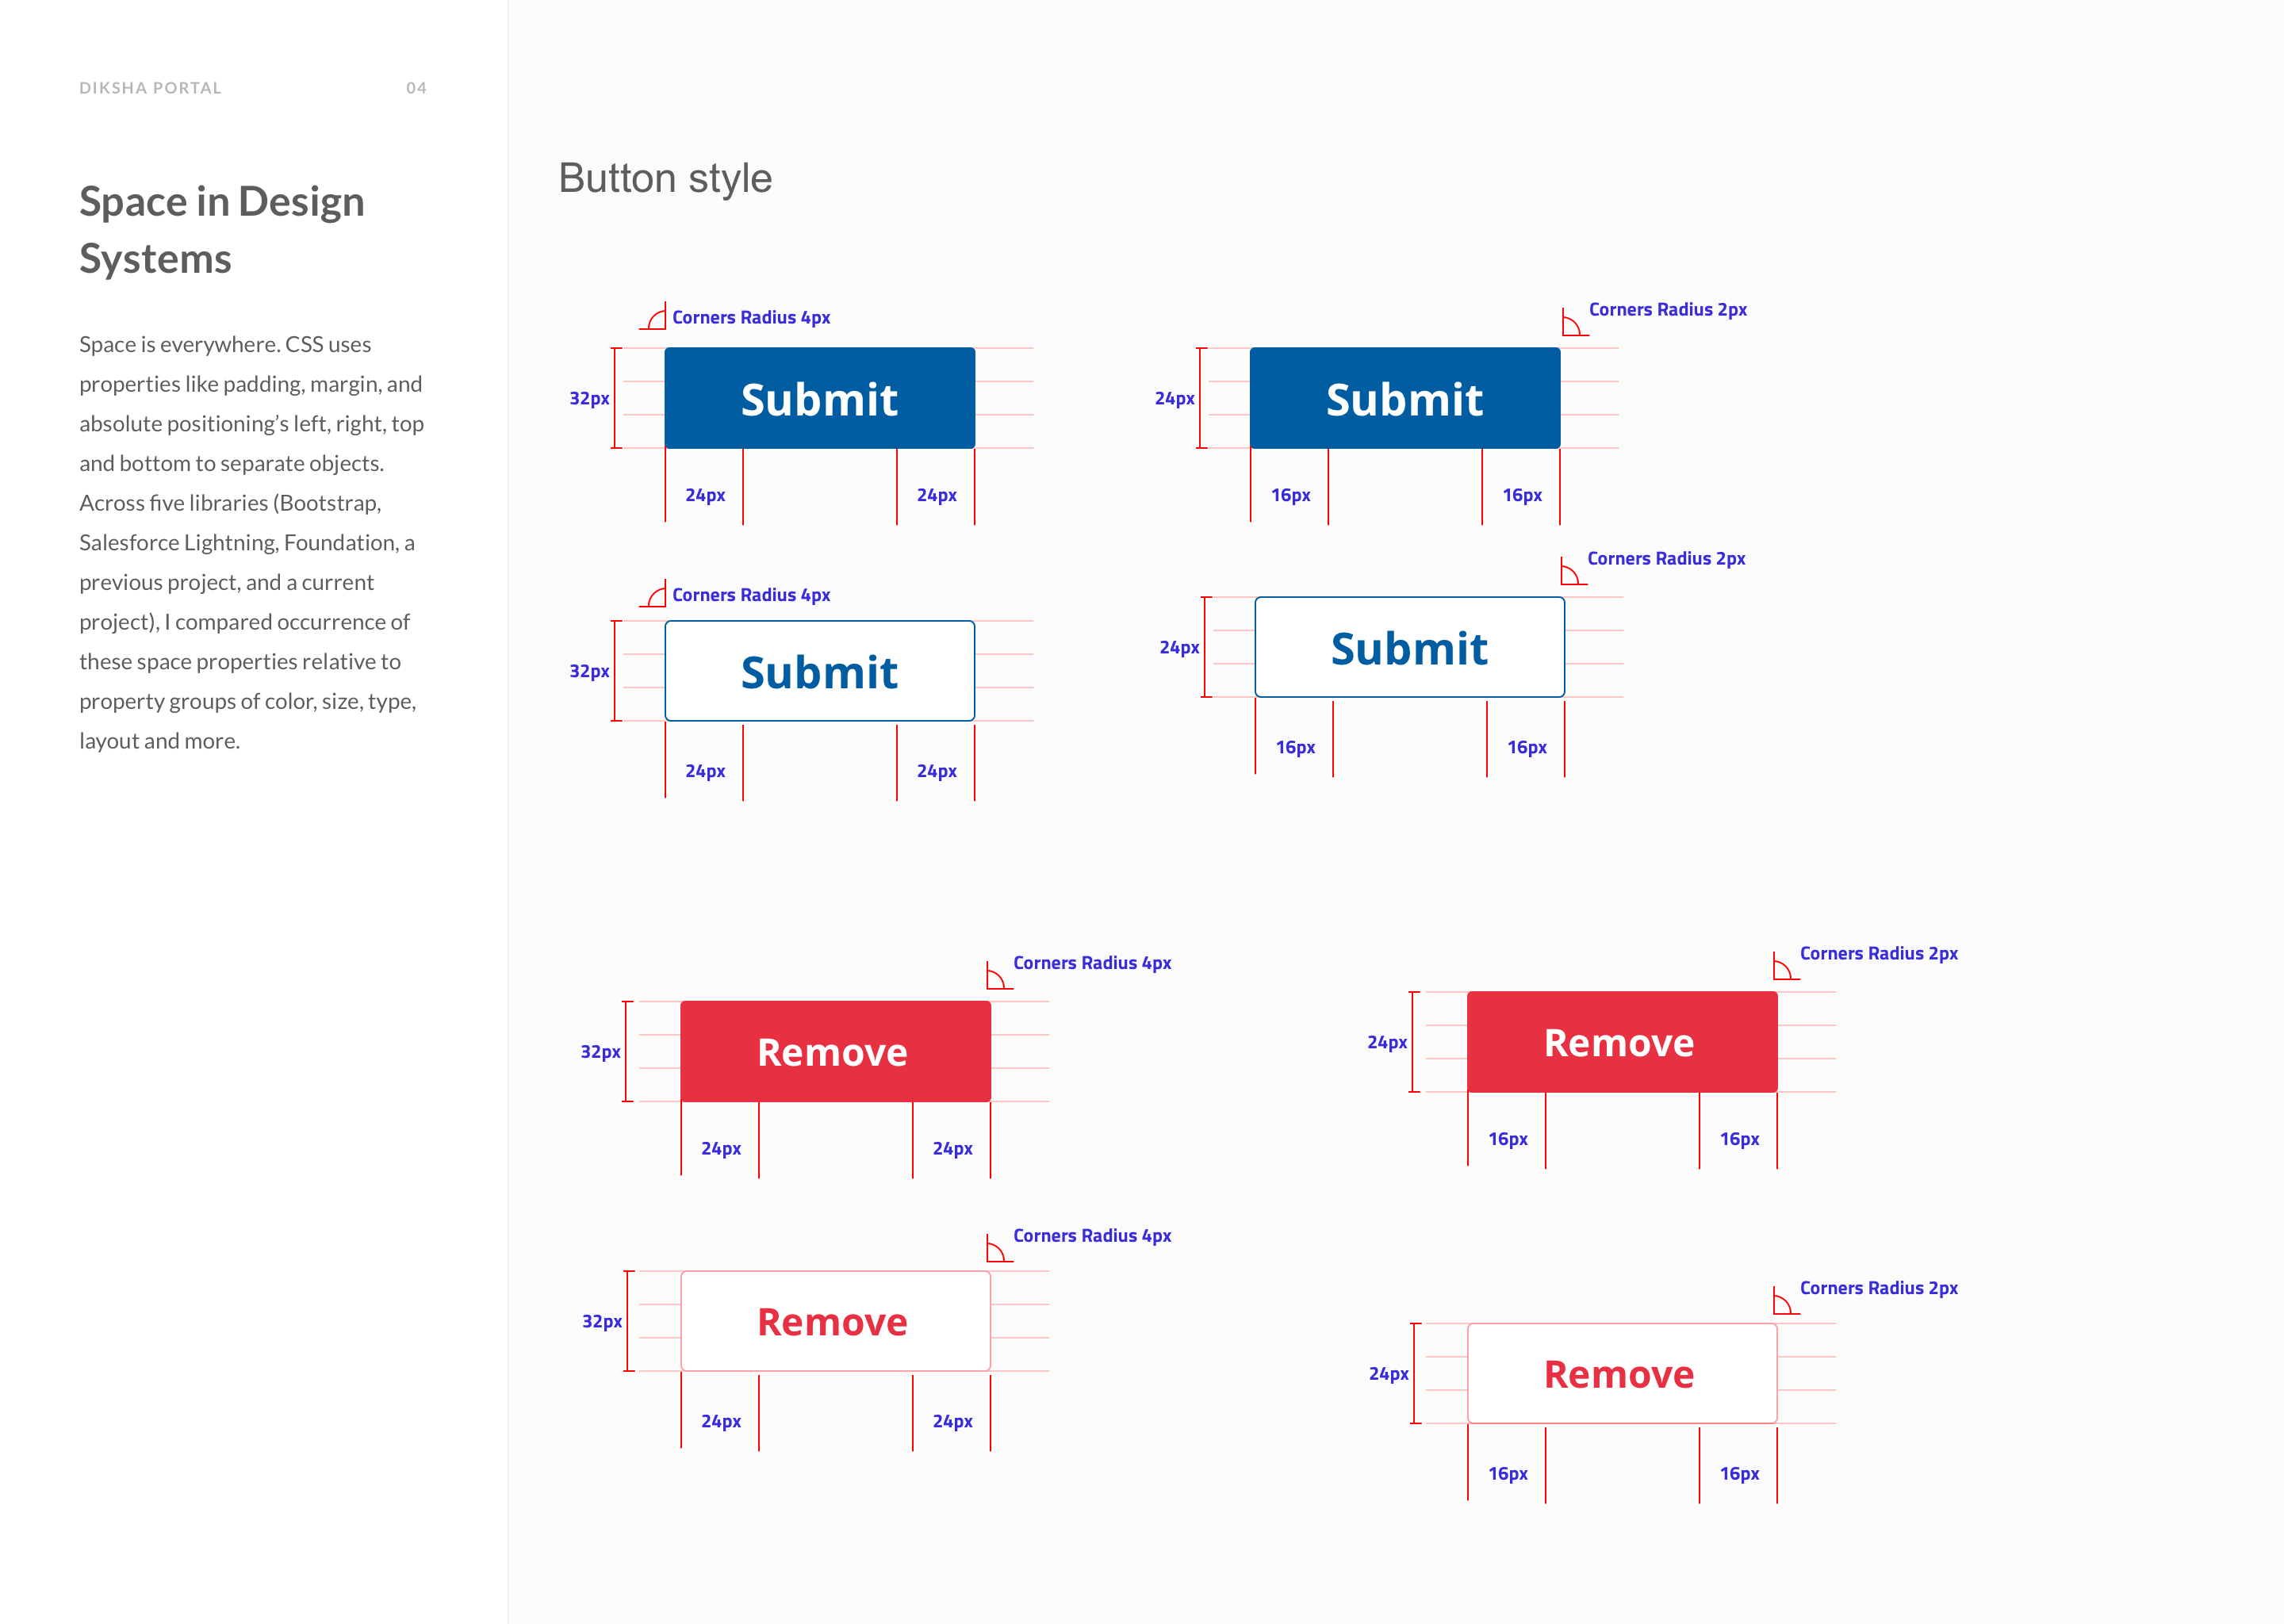 DIKSHA PORTAL 04
Space in Design
Systems
Space is everywhere. CSS uses
properties like padding, margin, and
absolute positioning’s left, right, top
and bottom to separate objects.
Across five libraries (Bootstrap,
Salesforce Lightning, Foundation, a
previous project, and a current
project), I compared occurrence of
these space properties relative to
property groups of color, size, type,
layout and more.
Button style
Corners Radius 4px
32px
Submit
24px 24px
Corners Radius 2px
24px
Submit
16px 16px
Corners Radius 4px
32px
Submit
24px 24px
Corners Radius 2px
24px
Submit
16px 16px
Corners Radius 4px
32px
Remove
24px 24px
Corners Radius 2px
24px
Remove
16px 16px
Corners Radius 4px
32px
Remove
24px 24px
Corners Radius 2px
24px
Remove
16px 16px